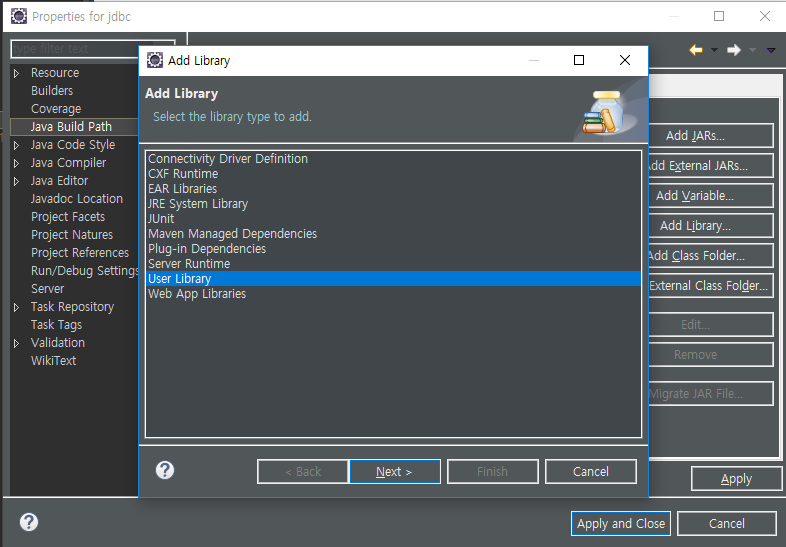 Properties for jdbc
type filter text
Resource
Builders
Coverage
Java Build Path
Java Code Style
Java Compiler
Java Editor
Javadoc Location
Project Facets
Project Natures
Project References
Run/Debug Settings
Server
Task Repository
Task Tags
Validation
WikiText
Add Library
Add Library
Select the library type to add.
Connectivity Driver Definition
CXF Runtime
EAR Libraries
JRE System Library
JUnit
Maven Managed Dependencies
Plug-in Dependencies
Server Runtime
User Library
Web App Libraries
< Back
Next >
Finish
Cancel
Add JARs...
Add External JARs...
Add Variable...
Add Library...
Add Class Folder...
External Class Folder...
Edit...
Remove
Migrate JAR File...
Apply
Apply and Close
Cancel